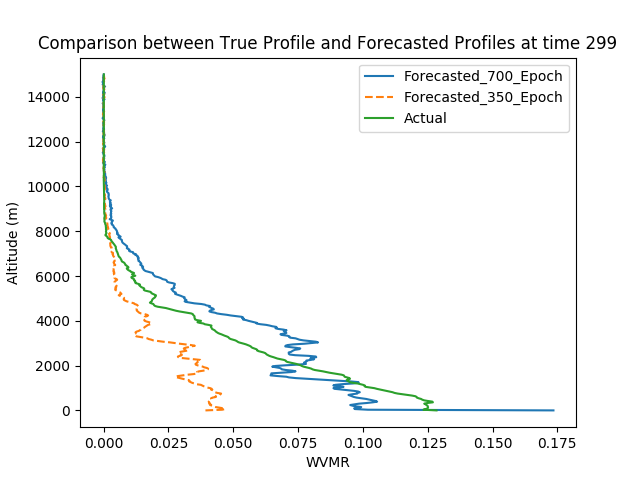 Comparison between True Profile and Forecasted Profiles at time 299
Forecasted_700_Epoch
Forecasted_350_Epoch
Actual
Altitude (m)
14000
12000
10000
8000
6000
4000
2000
0
0.000 0.025 0.050 0.075 0.100 0.125 0.150 0.175
WVMR